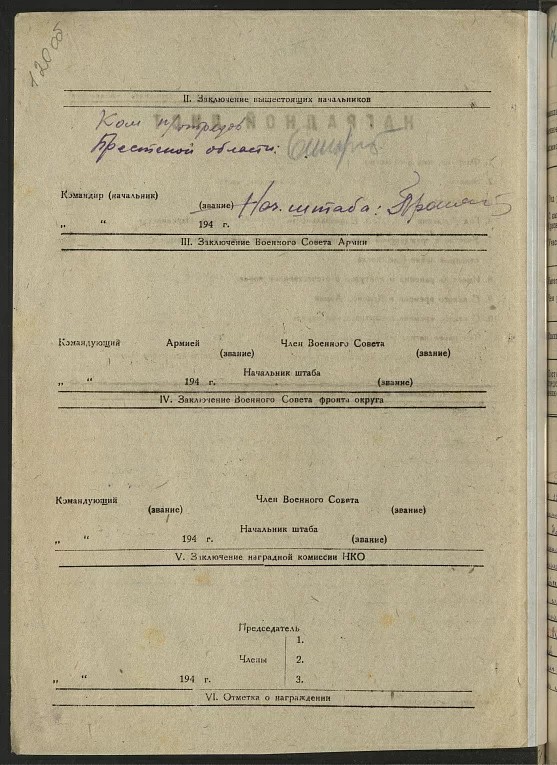 12006
II. Заключение вышестоящих начальников
НАГРАДНОЙ ЛИСТ
Ком
Брестской области:
Командир (начальник)
(звание) Нач. штаба:
„ “ 194 г.
III. Заключение Военного Совета Армии
Командующий Армией Член Военного Совета
(звание) (звание)
Начальник штаба
„ “ 194 г. (звание)
IV. Заключение Военного Совета фронта округа
Командующий Член Военного Совета
(звание) (звание)
Начальник штаба
„ “ 194 г. (звание)
V. Заключение наградной комиссии НКО
Председатель
1.
Члены 2.
„ “ 194 г. 3.
VI. Отметка о награждении